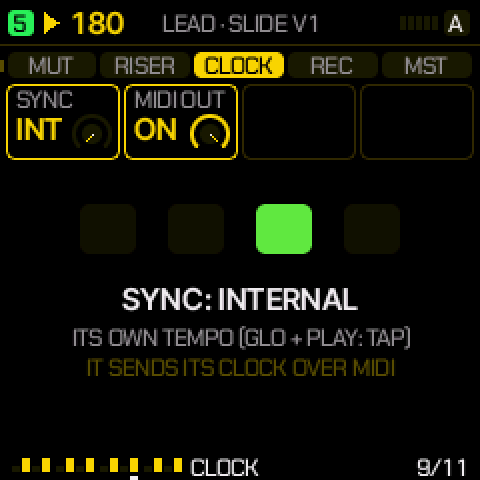 5 180 LEAD · SLIDE V1 A
MUT RISER CLOCK REC MST
SYNC MIDI OUT
INT ON
SYNC: INTERNAL
ITS OWN TEMPO (GLO + PLAY: TAP)
IT SENDS ITS CLOCK OVER MIDI
CLOCK 9/11